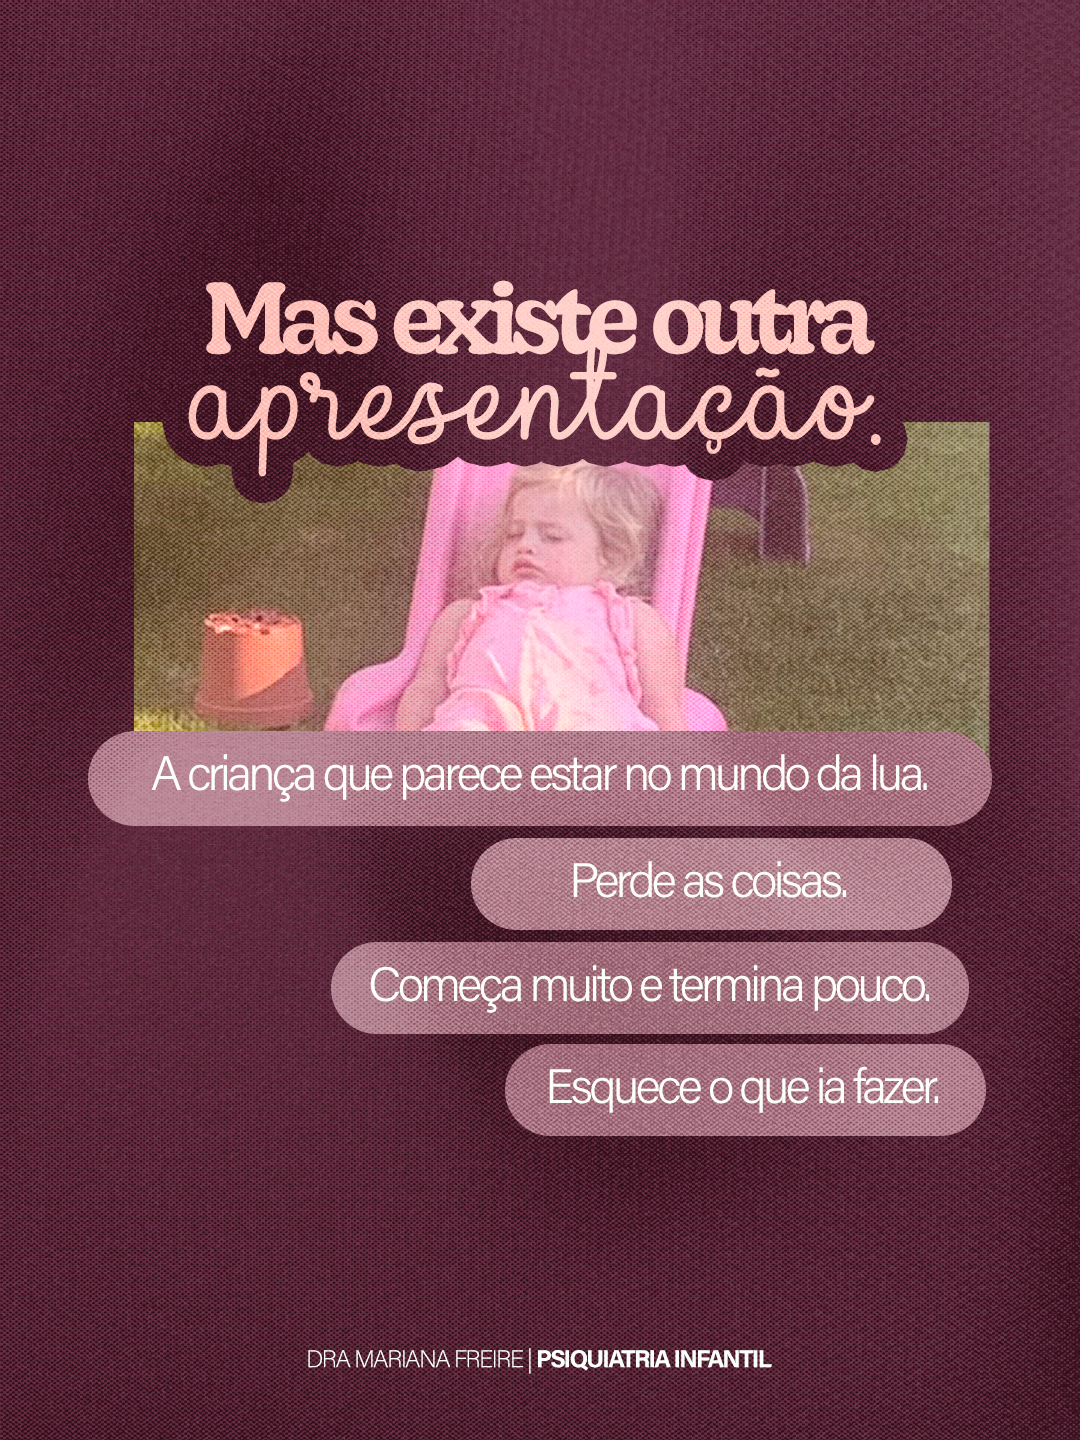 Mas existe outra
apresentação.
A criança que parece estar no mundo da lua.
Perde as coisas.
Começa muito e termina pouco.
Esquece o que ia fazer.
DRA MARIANA FREIRE | PSIQUIATRIA INFANTIL